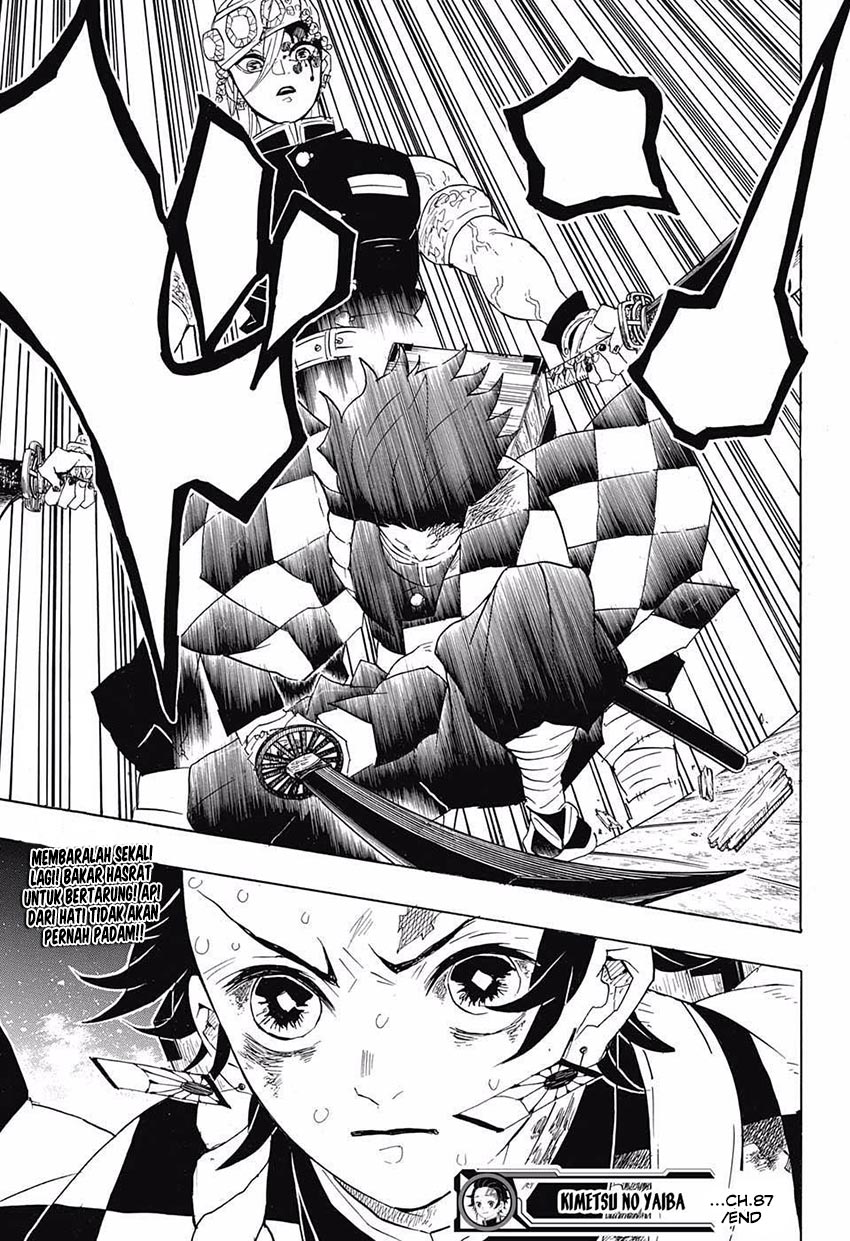 MEMBARALAH SEKALI
LAGI! BAKAR HASRAT
UNTUK BERTARUNG! API
DARI HATI TIDAK AKAN
PERNAH PADAM!!
KIMETSU NO YAIBA
...CH.87
/END